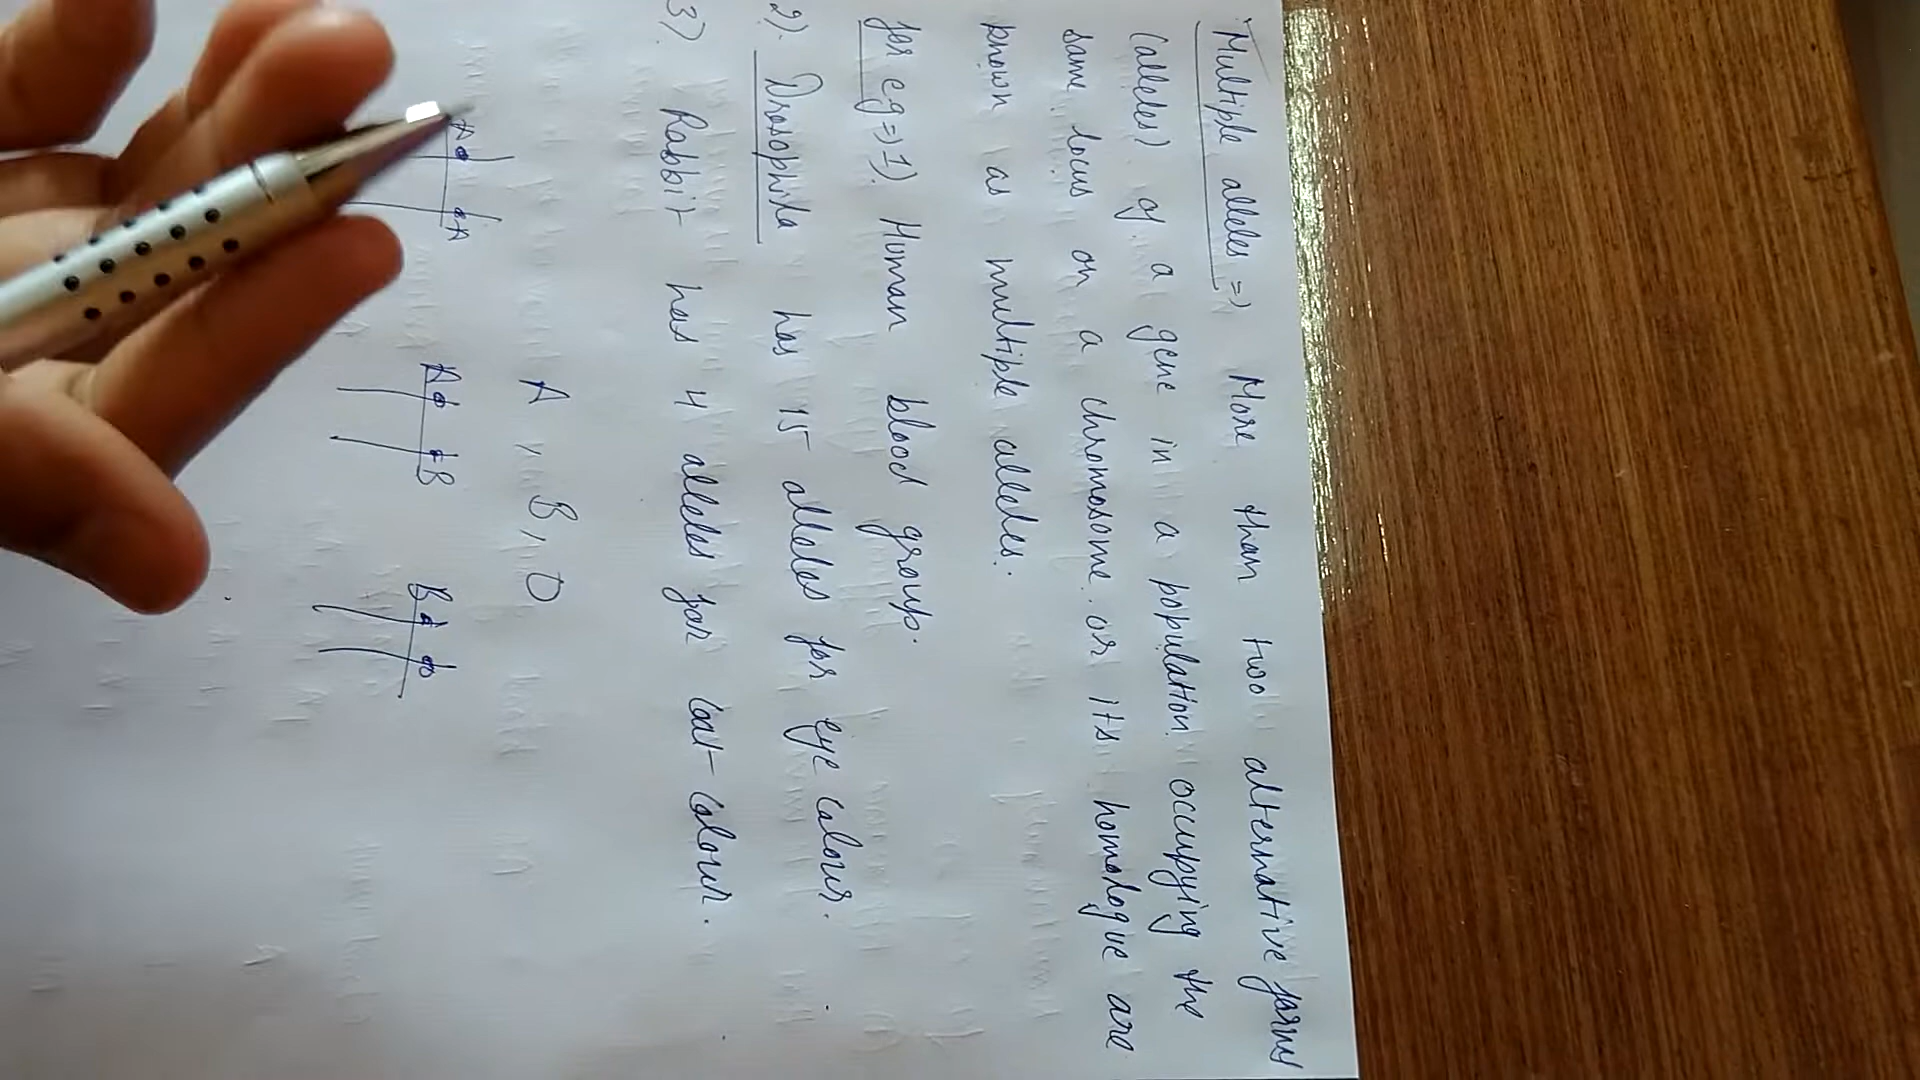 Multiple alleles => More than two alternative forms
(alleles) of a gene in a population occupying the
same locus on a chromosome or its homologue are
known as multiple alleles.
for eg => 1). Human blood groups.
2). Drosophila has 15 alleles for eye colour.
3) Rabbit has 4 alleles for coat colour.
A, B, O
A A
A B
B